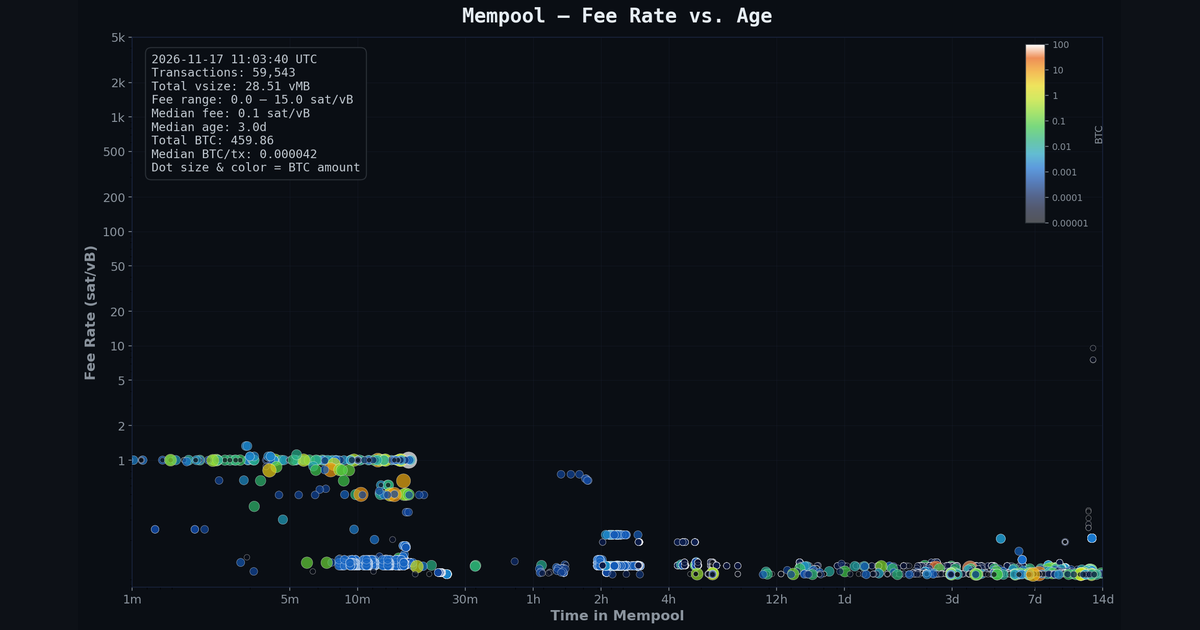 Mempool — Fee Rate vs. Age
2026-11-17 11:03:40 UTC
Transactions: 59,543
Total vsize: 28.51 vMB
Fee range: 0.0 — 15.0 sat/vB
Median fee: 0.1 sat/vB
Median age: 3.0d
Total BTC: 459.86
Median BTC/tx: 0.000042
Dot size & color = BTC amount
5k
2k
1k
500
200
100
50
20
10
5
2
1
Fee Rate (sat/vB)
100
10
1
0.1
0.01
0.001
0.0001
0.00001
BTC
1m 5m 10m 30m 1h 2h 4h 12h 1d 3d 7d 14d
Time in Mempool